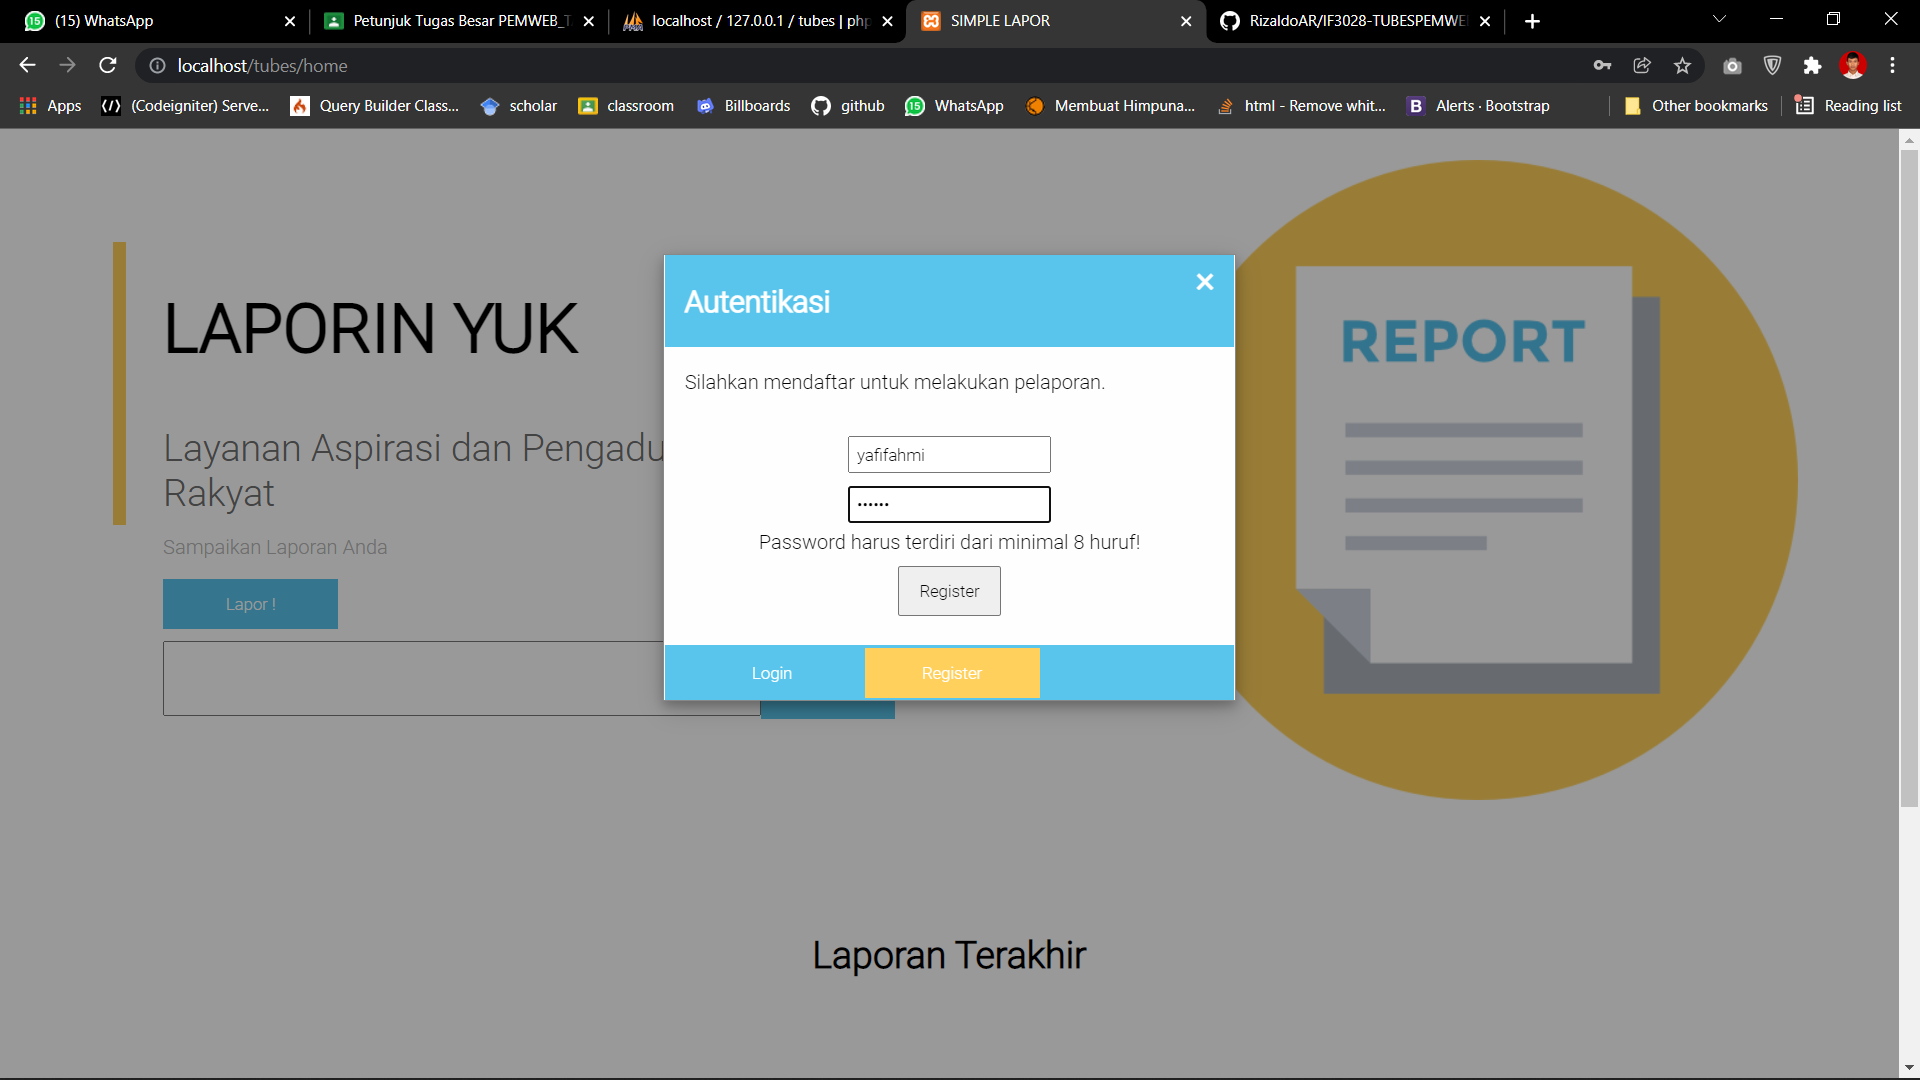 (15) WhatsApp
Petunjuk Tugas Besar PEMWEB_T
localhost / 127.0.0.1 / tubes | php
SIMPLE LAPOR
RizaldoAR/IF3028-TUBESPEMWE
localhost/tubes/home
Apps
(Codeigniter) Serve...
Query Builder Class...
scholar
classroom
Billboards
github
15
WhatsApp
Membuat Himpuna...
html - Remove whit...
B
Alerts · Bootstrap
Other bookmarks
Reading list
LAPORIN YUK
Layanan Aspirasi dan Pengadu
Rakyat
Sampaikan Laporan Anda
Lapor !
Autentikasi
Silahkan mendaftar untuk melakukan pelaporan.
yafifahmi
••••••
Password harus terdiri dari minimal 8 huruf!
Register
Login
Register
REPORT
Laporan Terakhir